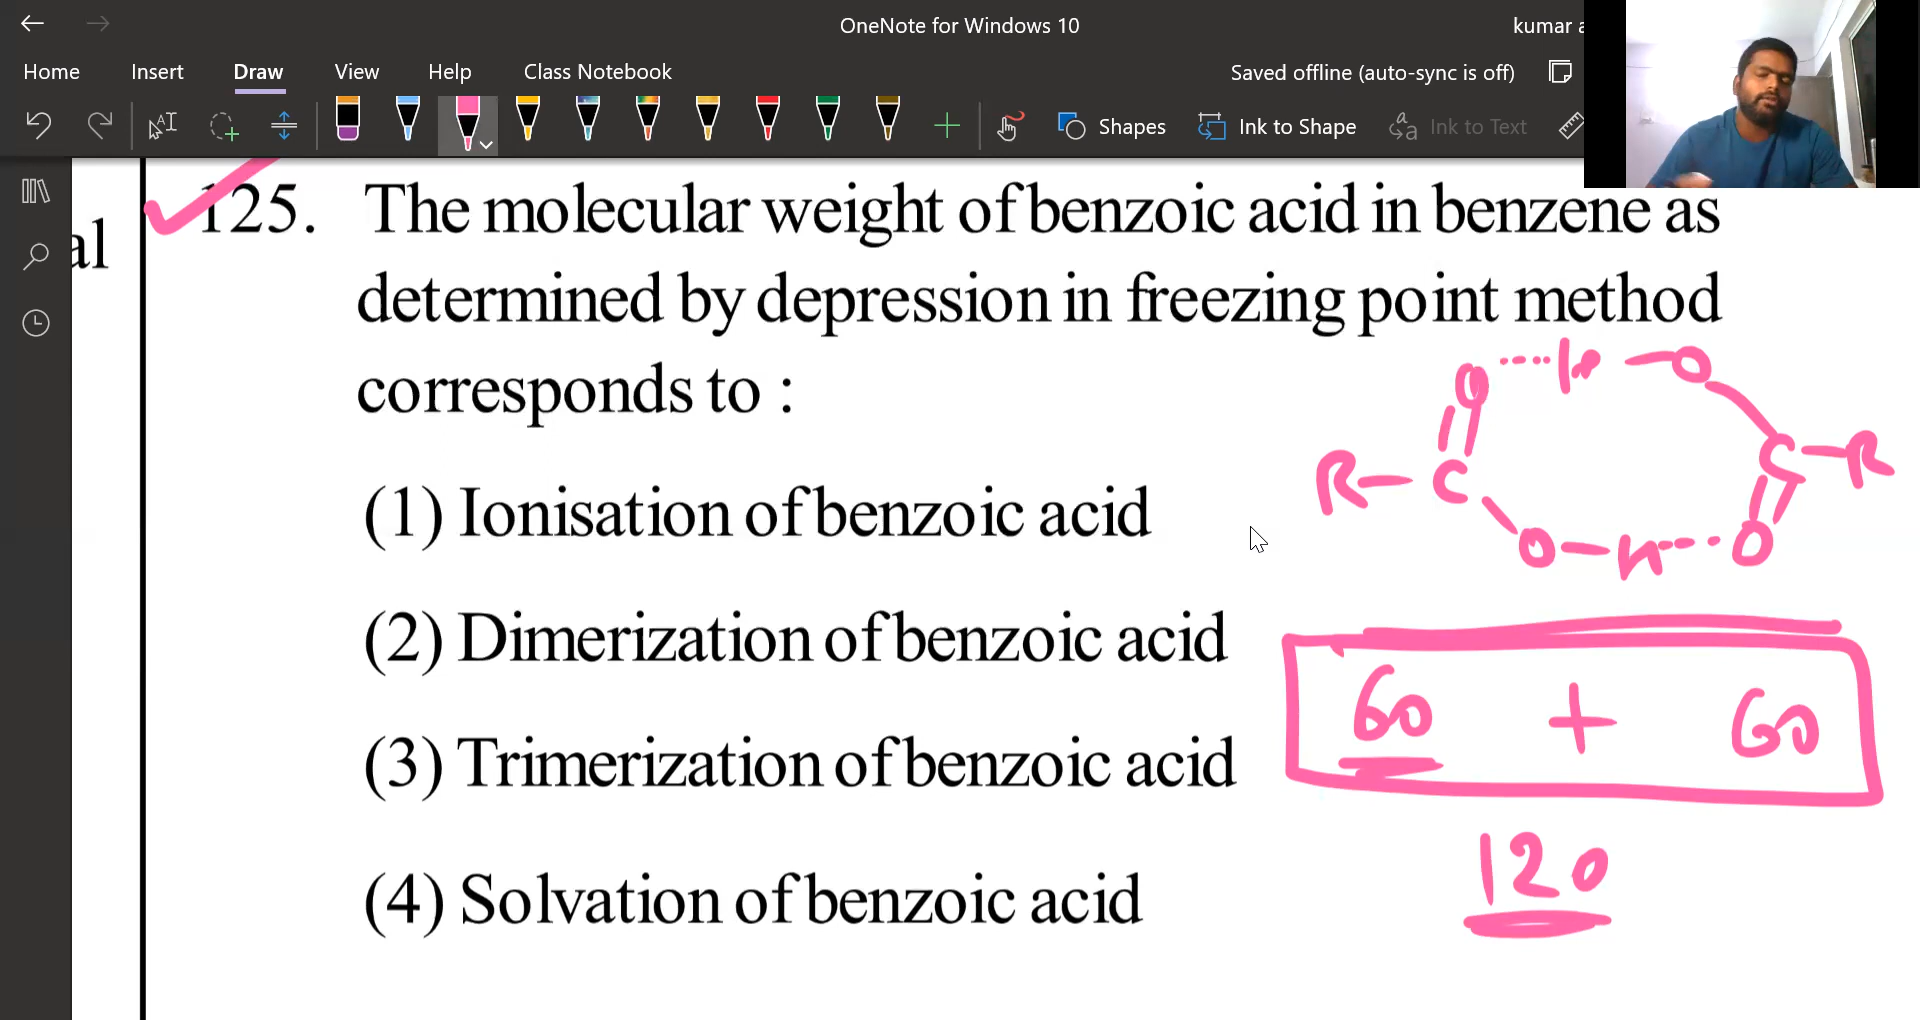 OneNote for Windows 10
kumar a
Home Insert Draw View Help Class Notebook
Saved offline (auto-sync is off)
Shapes Ink to Shape Ink to Text
al
125. The molecular weight of benzoic acid in benzene as
determined by depression in freezing point method
corresponds to :
(1) Ionisation of benzoic acid
(2) Dimerization of benzoic acid
(3) Trimerization of benzoic acid
(4) Solvation of benzoic acid
O H O
R C C R
O H O
60 + 60
120